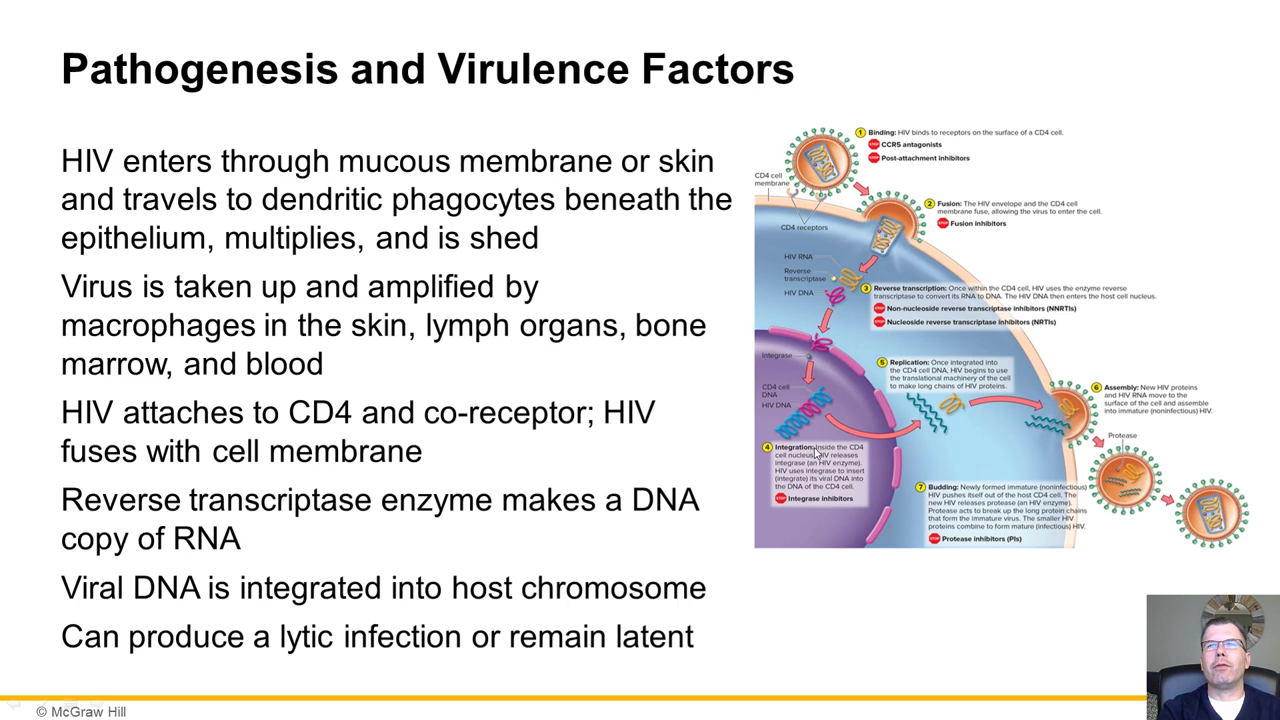 Pathogenesis and Virulence Factors
HIV enters through mucous membrane or skin
and travels to dendritic phagocytes beneath the
epithelium, multiplies, and is shed
Virus is taken up and amplified by
macrophages in the skin, lymph organs, bone
marrow, and blood
HIV attaches to CD4 and co-receptor; HIV
fuses with cell membrane
Reverse transcriptase enzyme makes a DNA
copy of RNA
Viral DNA is integrated into host chromosome
Can produce a lytic infection or remain latent
1 Binding: HIV binds to receptors on the surface of a CD4 cell.
STOP CCR5 antagonists
STOP Post-attachment inhibitors
CD4 cell
membrane
CD4 receptors
2 Fusion: The HIV envelope and the CD4 cell
membrane fuse, allowing the virus to enter the cell.
STOP Fusion inhibitors
HIV RNA
Reverse
transcriptase
HIV DNA
3 Reverse transcription: Once within the CD4 cell, HIV uses the enzyme reverse
transcriptase to convert its RNA to DNA. The HIV DNA then enters the host cell nucleus.
STOP Non-nucleoside reverse transcriptase inhibitors (NNRTIs)
STOP Nucleoside reverse transcriptase inhibitors (NRTIs)
Integrase
CD4 cell
DNA
HIV DNA
4 Integration: Inside the CD4
cell nucleus, HIV releases
integrase (an HIV enzyme).
HIV uses integrase to insert
(integrate) its viral DNA into
the DNA of the CD4 cell.
STOP Integrase inhibitors
5 Replication: Once integrated into
the CD4 cell DNA, HIV begins to use
the translational machinery of the cell
to make long chains of HIV proteins.
6 Assembly: New HIV proteins
and HIV RNA move to the
surface of the cell and assemble
into immature (noninfectious) HIV.
Protease
7 Budding: Newly formed immature (noninfectious)
HIV pushes itself out of the host CD4 cell. The
new HIV releases protease (an HIV enzyme).
Protease acts to break up the long protein chains
that form the immature virus. The smaller HIV
proteins combine to form mature (infectious) HIV.
STOP Protease inhibitors (PIs)
© McGraw Hill